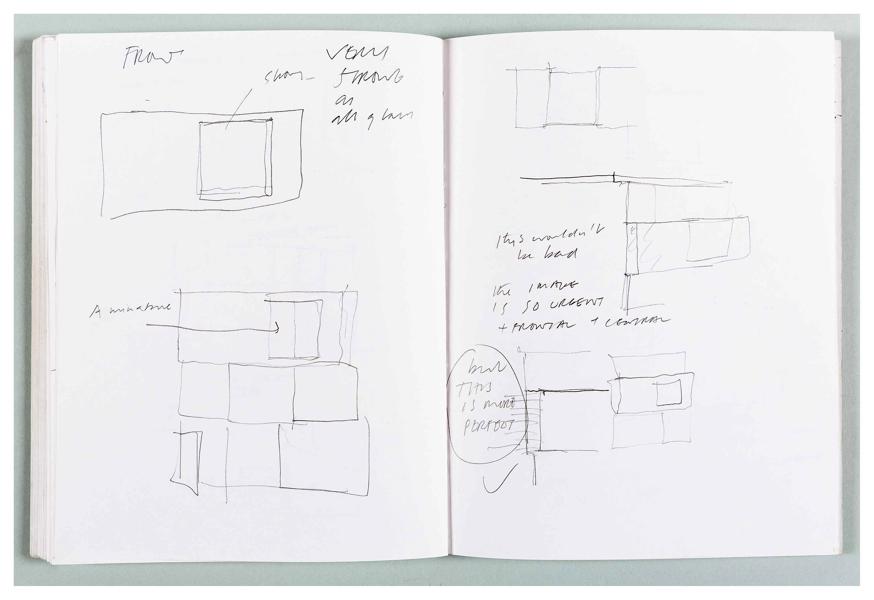 FRONT
VERY
STRONG
as
all glass
A miniature
this wouldn't
be bad
the IMAGE
IS SO URGENT
+ FRONTAL + CENTRAL
but
THIS
IS MORE
PERFECT